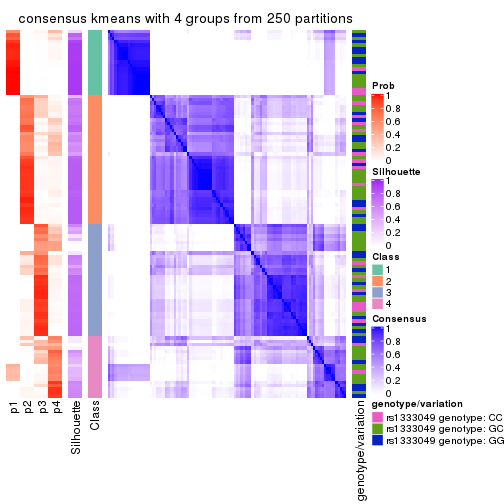 consensus kmeans with 4 groups from 250 partitions
Prob
1
0.8
0.6
0.4
0.2
0
Silhouette
1
0.8
0.6
0.4
0.2
0
Class
1
2
3
4
Consensus
1
0.8
0.6
0.4
0.2
0
genotype/variation
rs1333049 genotype: CC
rs1333049 genotype: GC
rs1333049 genotype: GG
p1
p2
p3
p4
Silhouette
Class
genotype/variation